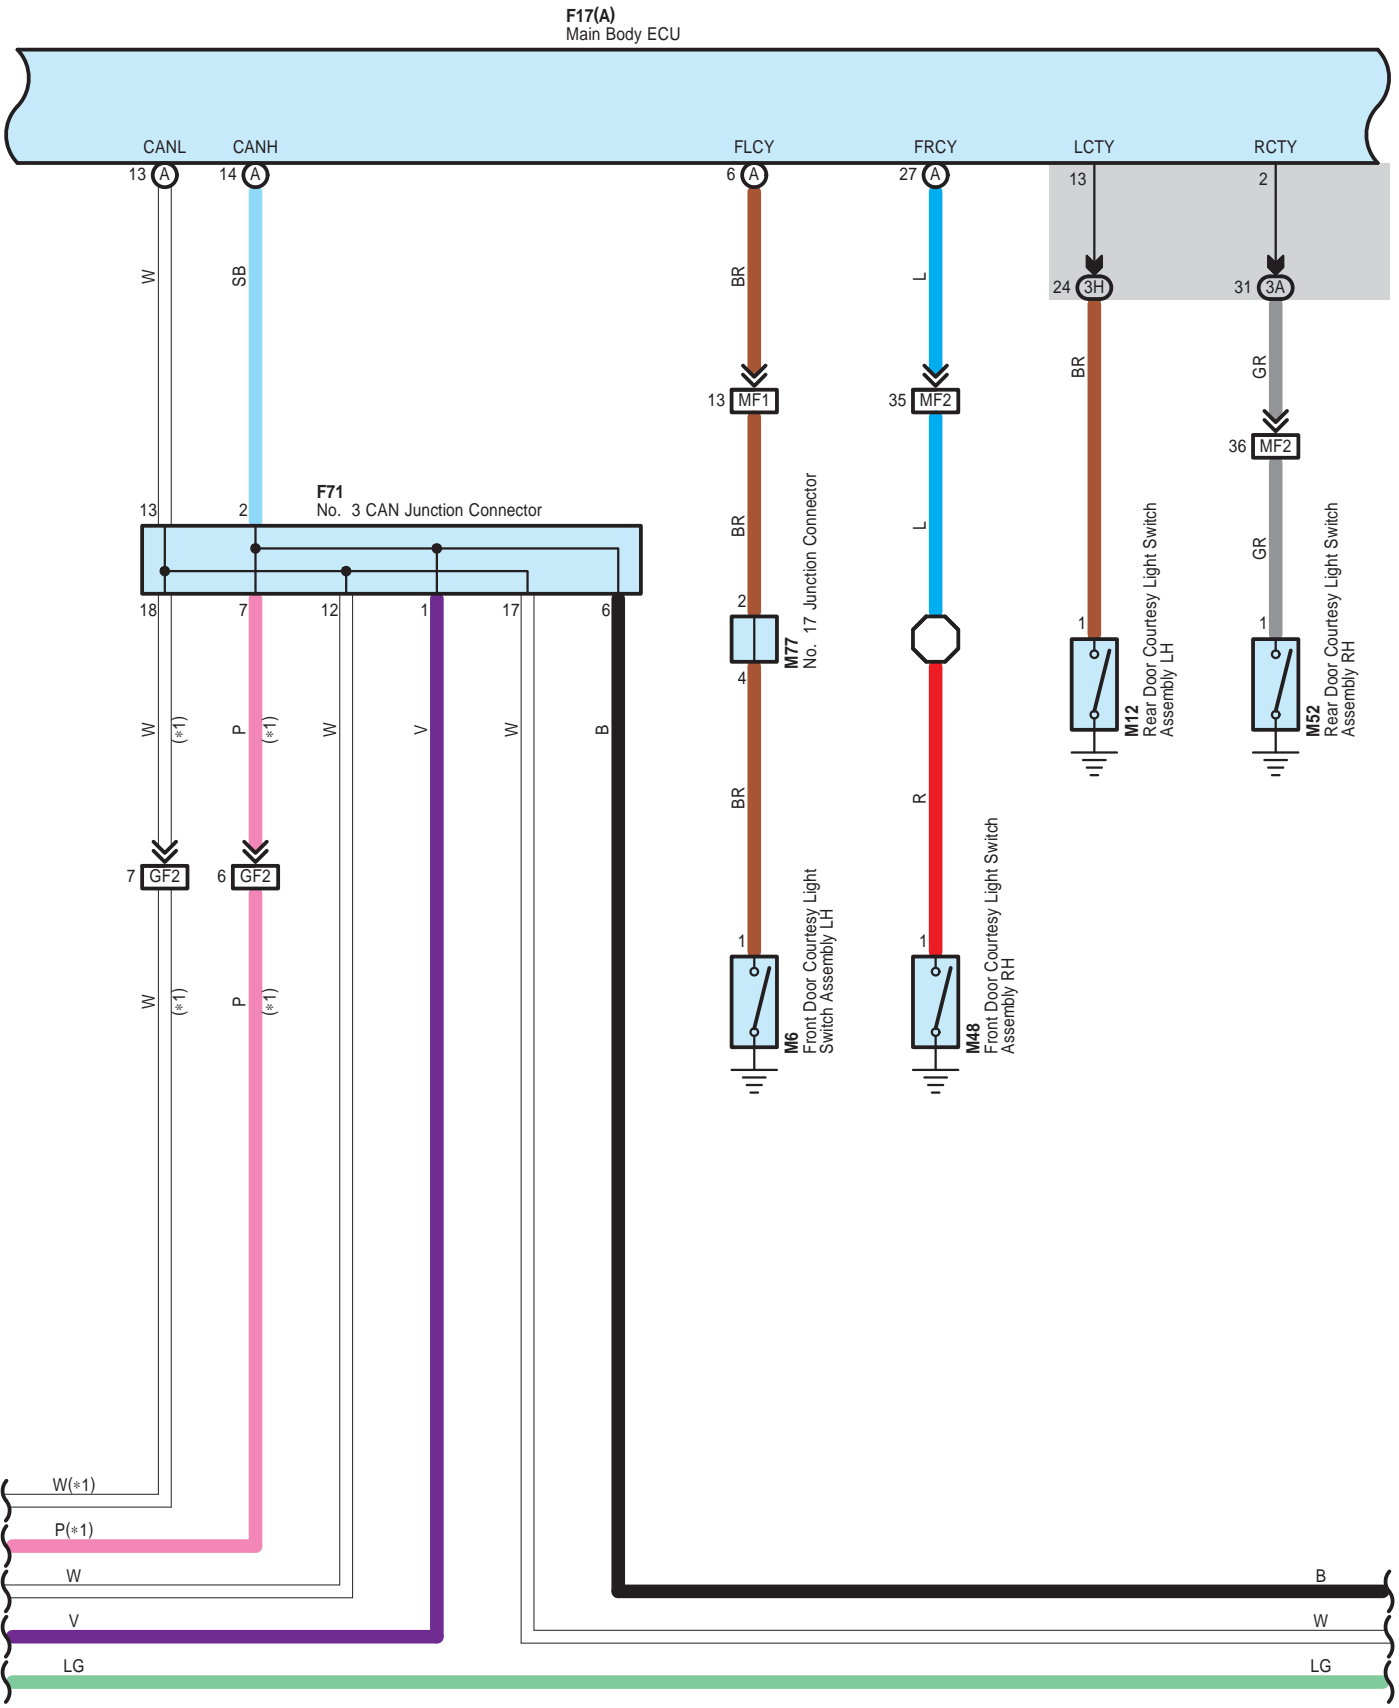 F17(A)
Main Body ECU
CANL
CANH
FLCY
FRCY
LCTY
RCTY
13 A
14 A
6 A
27 A
13
2
W
SB
BR
L
24 3H
31 3A
BR
GR
13 MF1
35 MF2
36 MF2
F71
No. 3 CAN Junction Connector
13
2
BR
L
GR
18
7
12
1
17
6
2
4
M77
No. 17 Junction Connector
1
M12
Rear Door Courtesy Light Switch
Assembly LH
1
M52
Rear Door Courtesy Light Switch
Assembly RH
W
(*1)
P
(*1)
W
V
W
B
BR
R
7 GF2
6 GF2
1
M6
Front Door Courtesy Light
Switch Assembly LH
1
M48
Front Door Courtesy Light Switch
Assembly RH
W
(*1)
P
(*1)
W(*1)
P(*1)
W
B
V
W
LG
LG